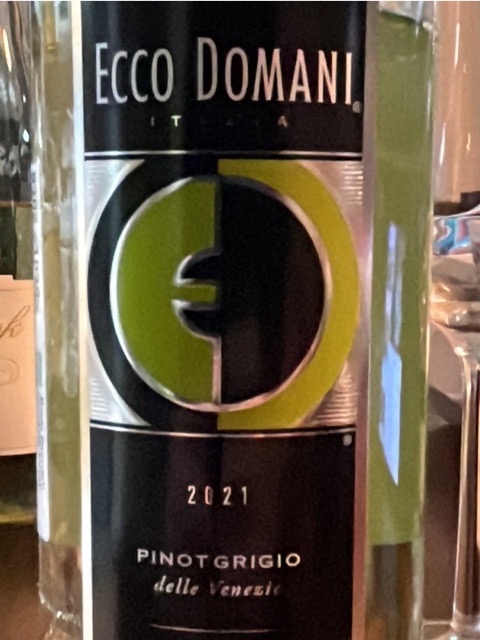 ECCO DOMANI®
ITALIA
®
2021
PINOT GRIGIO
delle Venezie